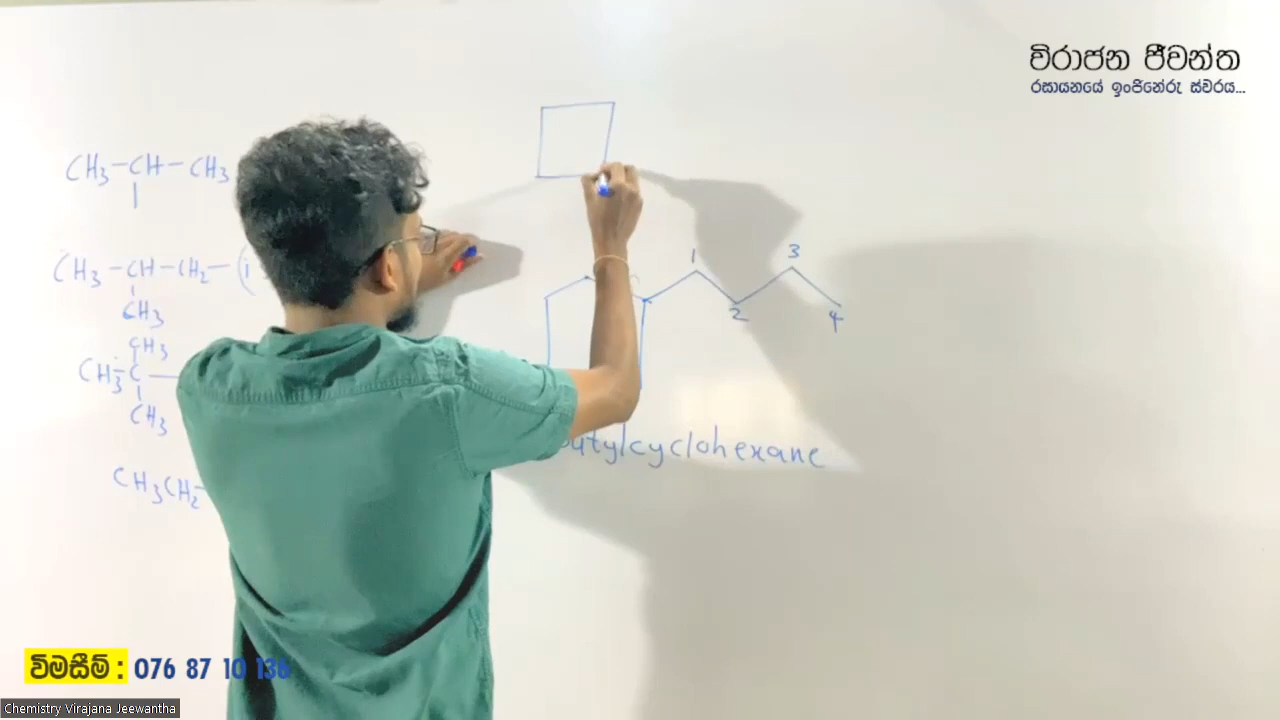 විරාජන ජීවන්ත
රසායනයේ ඉංජිනේරු ස්වරය...
CH3-CH-CH3
1
3
CH3-CH-CH2-(
CH3
2
4
CH3
CH3-C-
CH3
butylcyclohexane
CH3CH2-
විමසීම් : 076 87 10 136
Chemistry Virajana Jeewantha